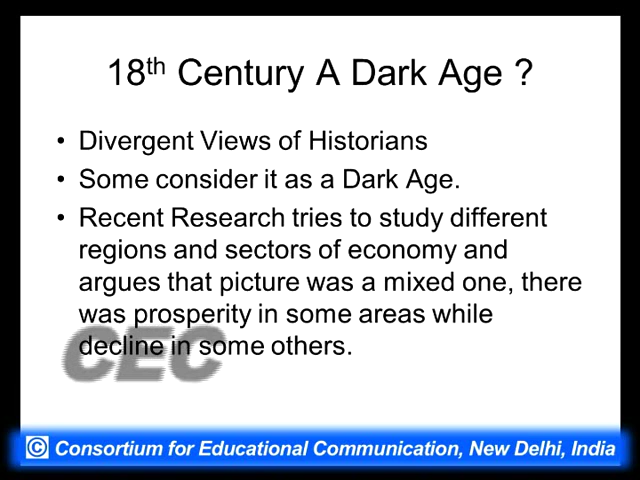 18th Century A Dark Age ?
• Divergent Views of Historians
• Some consider it as a Dark Age.
• Recent Research tries to study different
regions and sectors of economy and
argues that picture was a mixed one, there
was prosperity in some areas while
decline in some others.
CEC
© Consortium for Educational Communication, New Delhi, India